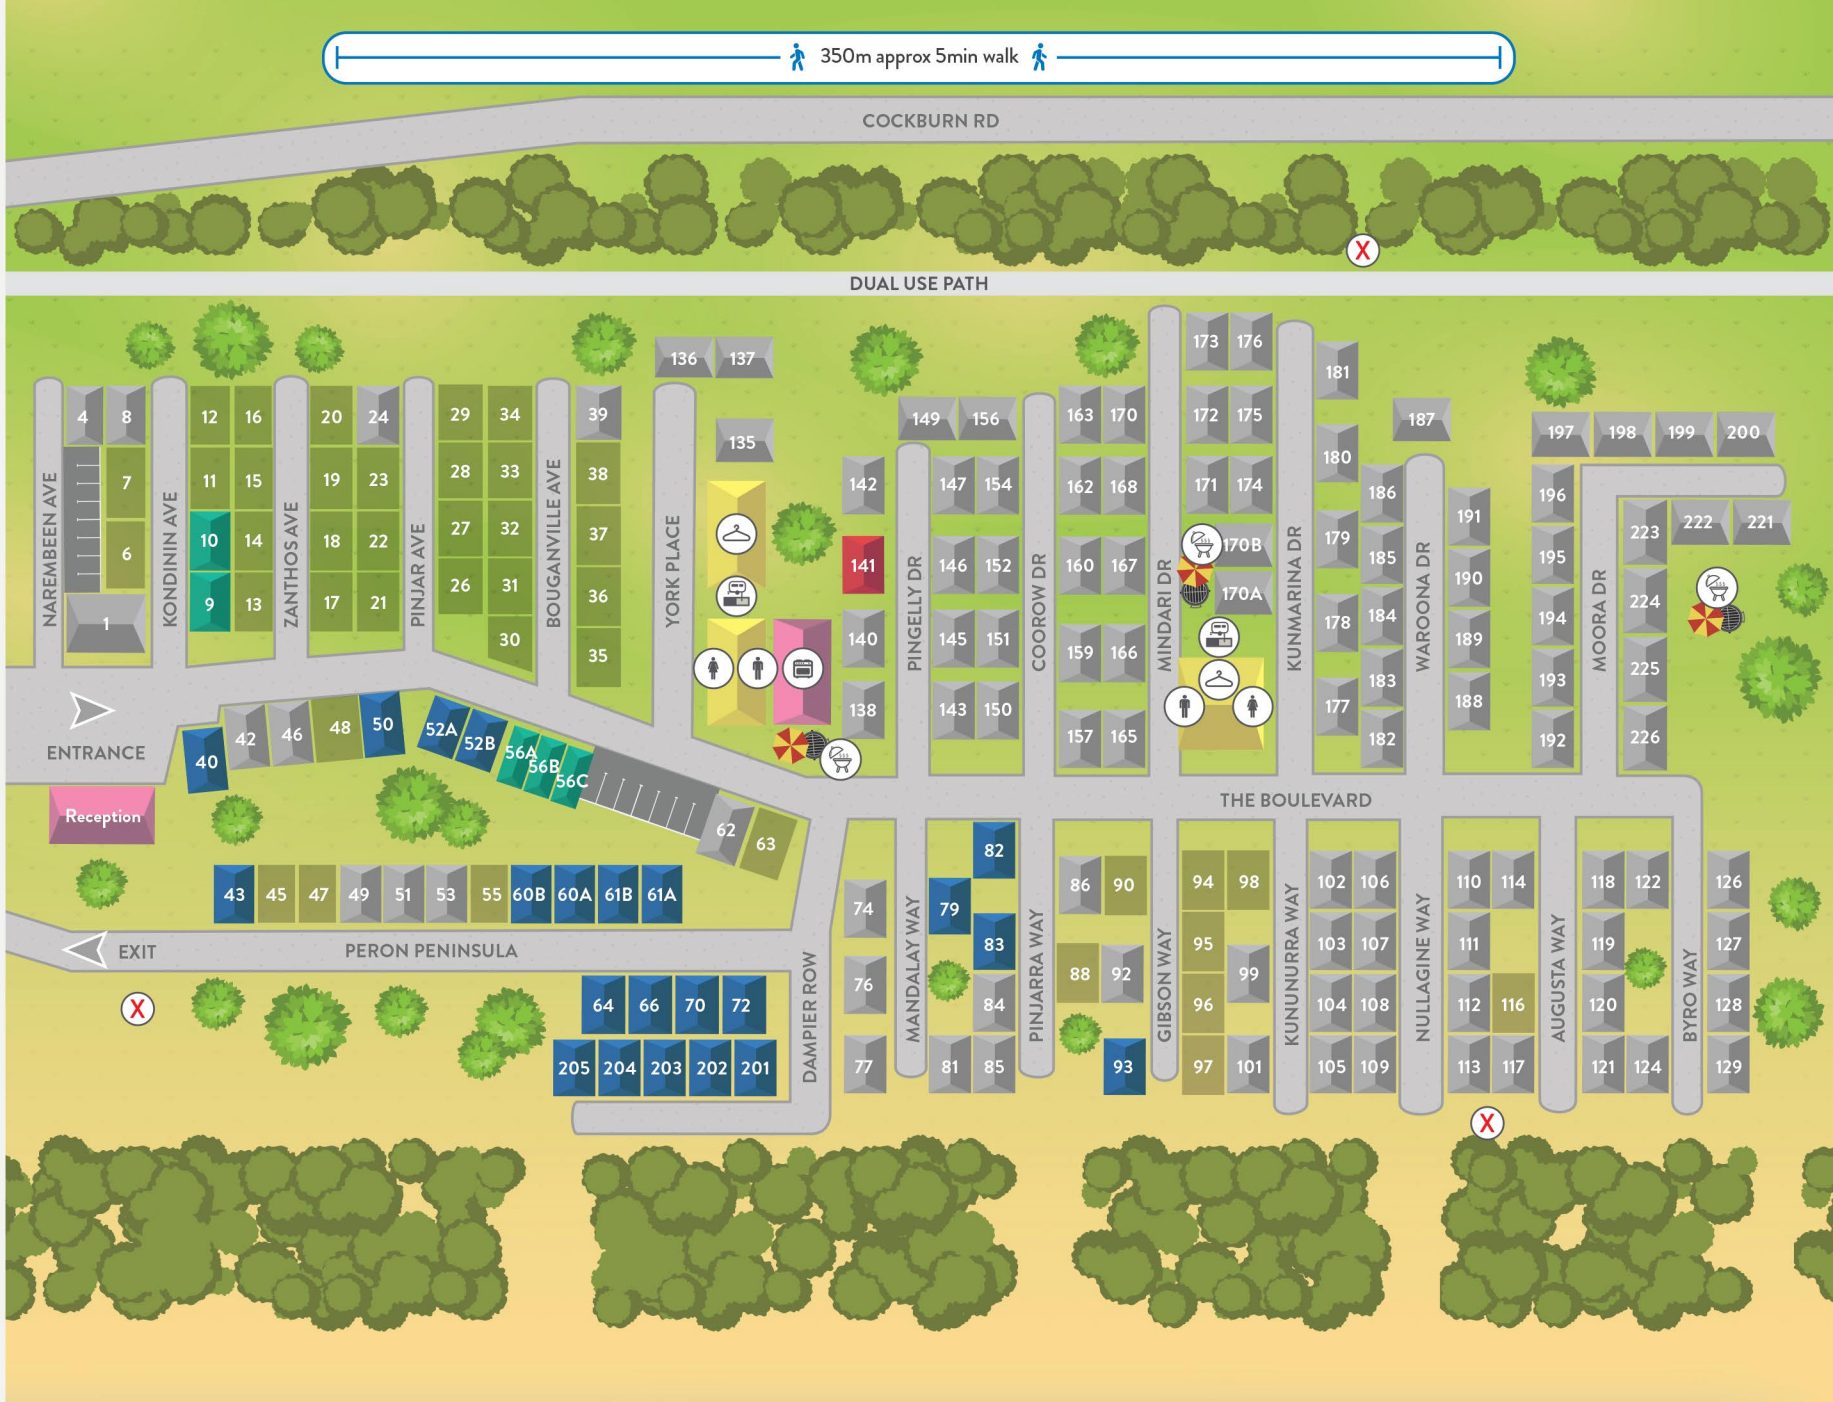 350m approx 5min walk
COCKBURN RD
X
DUAL USE PATH
136 137
173 176
181
4 8
12 16
20 24
29 34
39
135
149 156
163 170
172 175
187
197 198 199 200
7
11 15
19 23
28 33
38
142
147 154
162 168
171 174
180
186
191
196
223 222 221
6
10 14
18 22
27 32
37
141
146 152
160 167
170B
170A
179
185
190
195
224
1
9 13
17 21
26 31
36
30
35
140
145 151
159 166
178
184
189
194
225
138
143 150
157 165
177
183
182
188
193
192
226
NAREMBEEN AVE
KONDININ AVE
ZANTHOS AVE
PINJAR AVE
BOUGANVILLE AVE
YORK PLACE
PINGELLY DR
COOROW DR
MINDARI DR
KUNMARINA DR
WAROONA DR
MOORA DR
ENTRANCE
40 42 46 48 50
52A 52B 56A 56B 56C
62 63
THE BOULEVARD
Reception
43 45 47 49 51 53 55 60B 60A 61B 61A
EXIT
PERON PENINSULA
X
64 66 70 72
205 204 203 202 201
DAMPIER ROW
74
76
77
MANDALAY WAY
82
79
83
84
81 85
PINJARRA WAY
86 90
88 92
93
GIBSON WAY
94 98
95
99
96
97 101
KUNUNURRA WAY
102 106
103 107
104 108
105 109
NULLAGINE WAY
110 114
111
112 116
113 117
AUGUSTA WAY
118 122
119
120
121 124
BYRO WAY
126
127
128
129
X